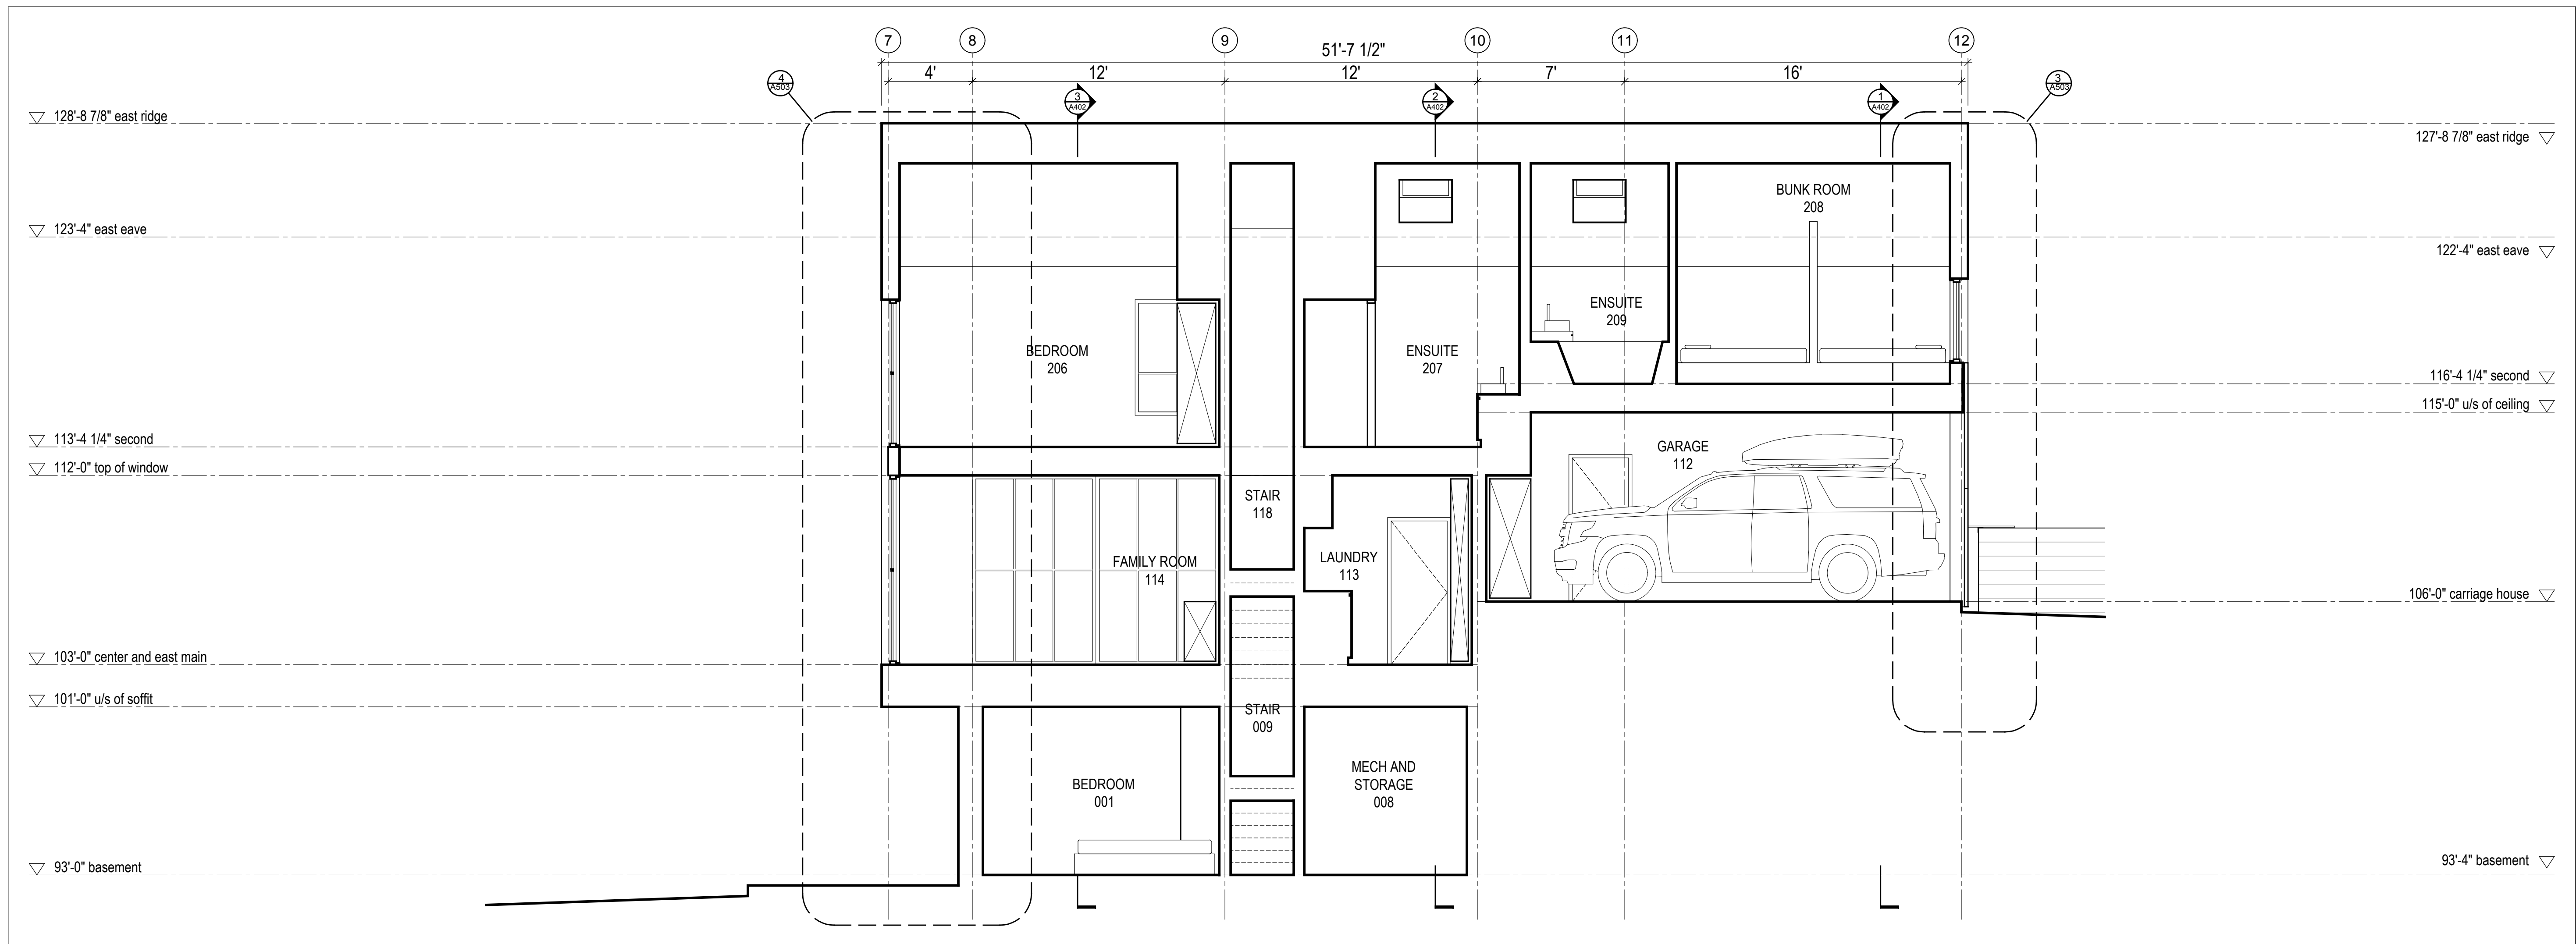 7
8
9
10
11
12
51'-7 1/2"
4'
12'
12'
7'
16'
4
A503
3
A402
2
A402
1
A402
3
A503
128'-8 7/8" east ridge
127'-8 7/8" east ridge
BUNK ROOM
208
123'-4" east eave
122'-4" east eave
ENSUITE
209
BEDROOM
206
ENSUITE
207
116'-4 1/4" second
115'-0" u/s of ceiling
113'-4 1/4" second
112'-0" top of window
GARAGE
112
STAIR
118
FAMILY ROOM
114
LAUNDRY
113
106'-0" carriage house
103'-0" center and east main
101'-0" u/s of soffit
STAIR
009
BEDROOM
001
MECH AND
STORAGE
008
93'-0" basement
93'-4" basement